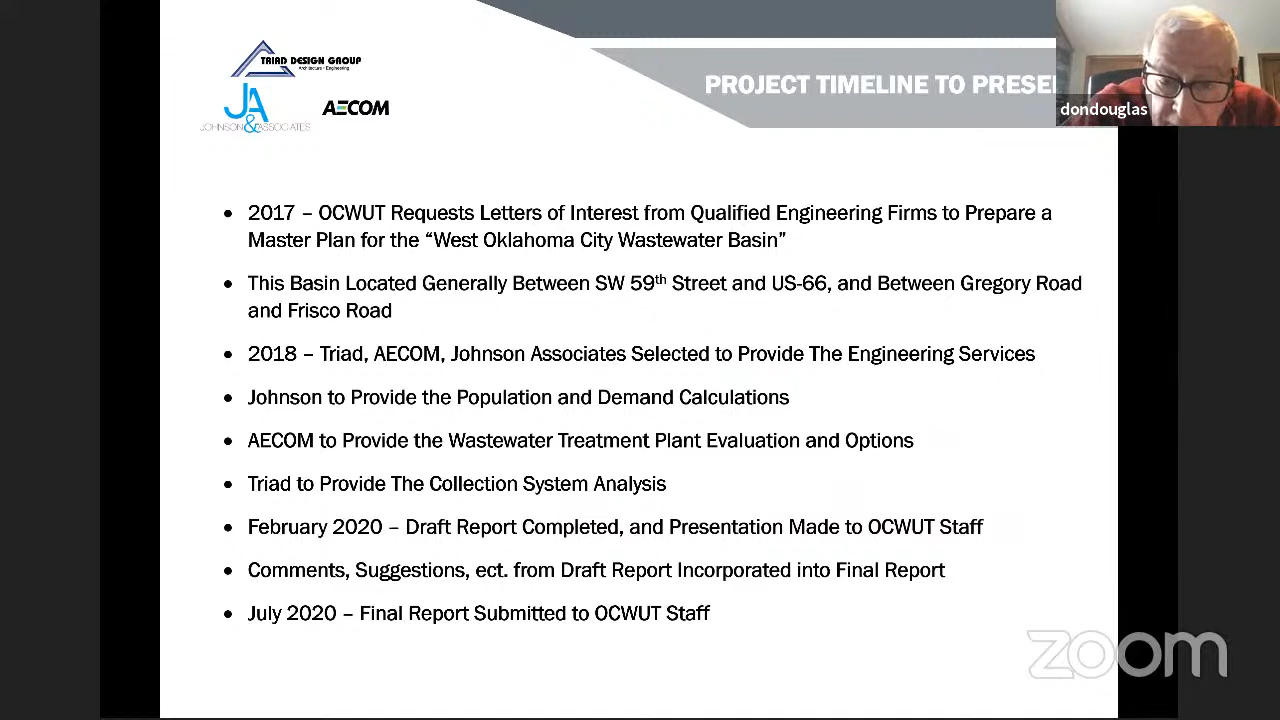 TRIAD DESIGN GROUP
Architecture · Engineering
JA
&
JOHNSON ASSOCIATES
AECOM
PROJECT TIMELINE TO PRESE
dondouglas
• 2017 – OCWUT Requests Letters of Interest from Qualified Engineering Firms to Prepare a
Master Plan for the “West Oklahoma City Wastewater Basin”
• This Basin Located Generally Between SW 59th Street and US-66, and Between Gregory Road
and Frisco Road
• 2018 – Triad, AECOM, Johnson Associates Selected to Provide The Engineering Services
• Johnson to Provide the Population and Demand Calculations
• AECOM to Provide the Wastewater Treatment Plant Evaluation and Options
• Triad to Provide The Collection System Analysis
• February 2020 – Draft Report Completed, and Presentation Made to OCWUT Staff
• Comments, Suggestions, ect. from Draft Report Incorporated into Final Report
• July 2020 – Final Report Submitted to OCWUT Staff
zoom